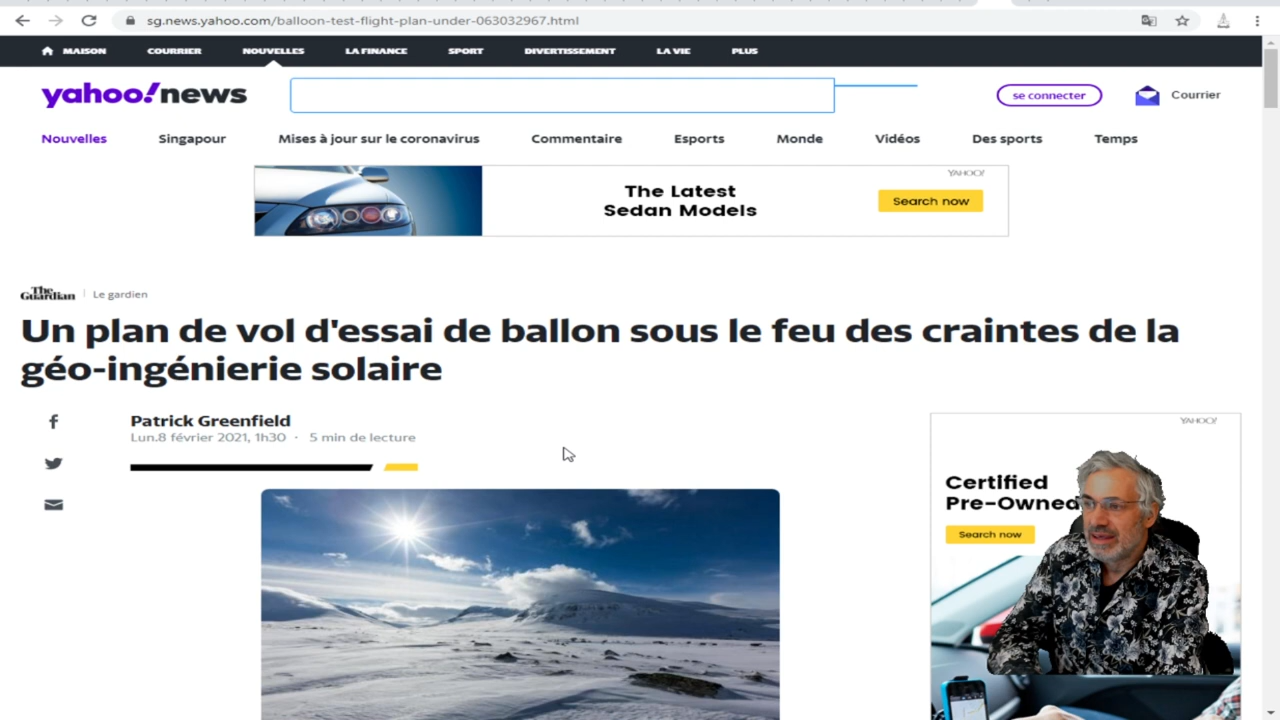 sg.news.yahoo.com/balloon-test-flight-plan-under-063032967.html
MAISON COURRIER NOUVELLES LA FINANCE SPORT DIVERTISSEMENT LA VIE PLUS
yahoo!news
se connecter
Courrier
Nouvelles Singapour Mises à jour sur le coronavirus Commentaire Esports Monde Vidéos Des sports Temps
YAHOO!
The Latest
Sedan Models
Search now
The Guardian
Le gardien
Un plan de vol d'essai de ballon sous le feu des craintes de la
géo-ingénierie solaire
Patrick Greenfield
Lun.8 février 2021, 1h30 · 5 min de lecture
YAHOO!
Certified
Pre-Owned
Search now